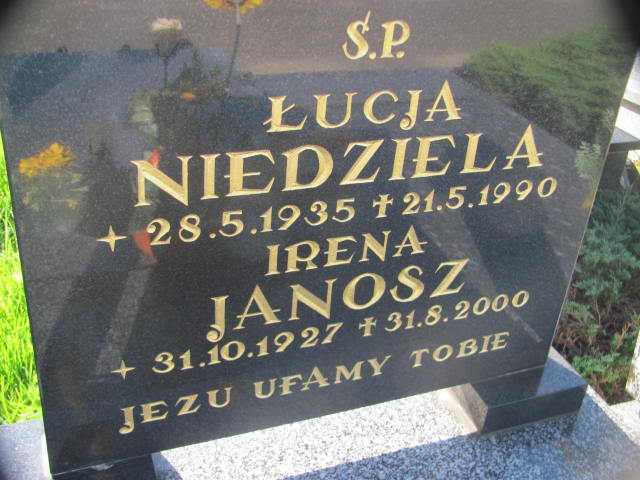 Ś.P.
ŁUCJA
NIEDZIELA
28.5.1935 ✝ 21.5.1990
IRENA
JANOSZ
31.10.1927 ✝ 31.8.2000
JEZU UFAMY TOBIE